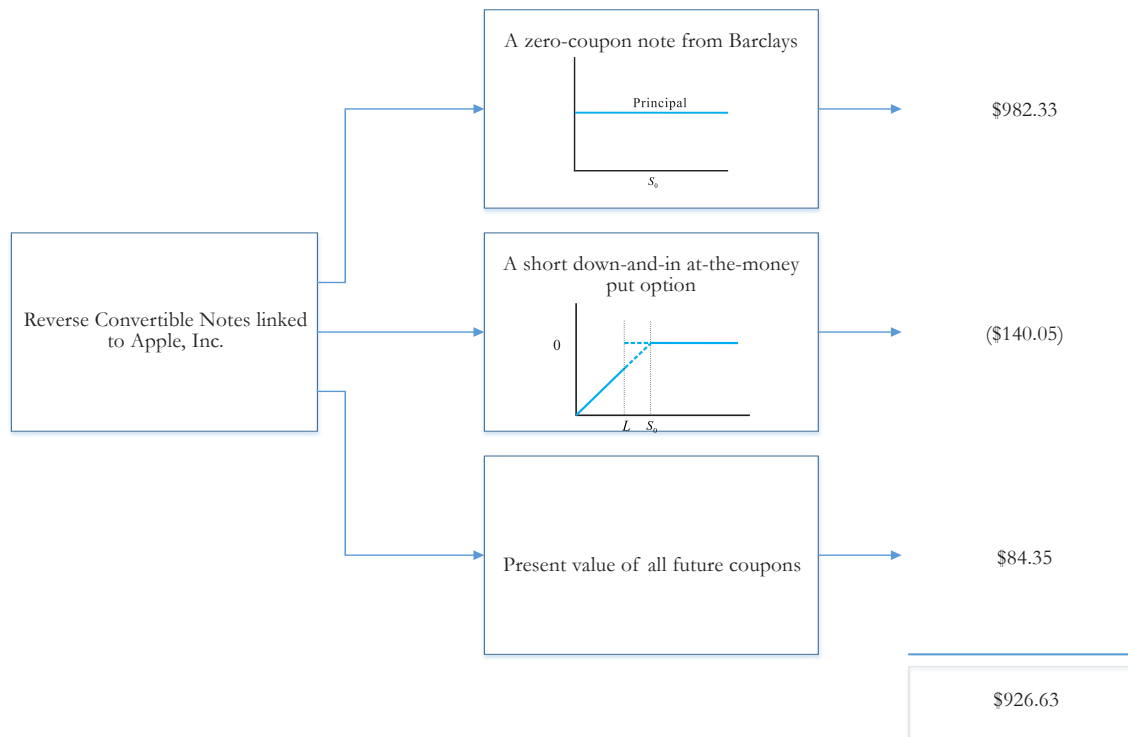 A zero-coupon note from Barclays
Principal
S₀
$982.33
Reverse Convertible Notes linked
to Apple, Inc.
A short down-and-in at-the-money
put option
0
L S₀
($140.05)
Present value of all future coupons
$84.35
$926.63